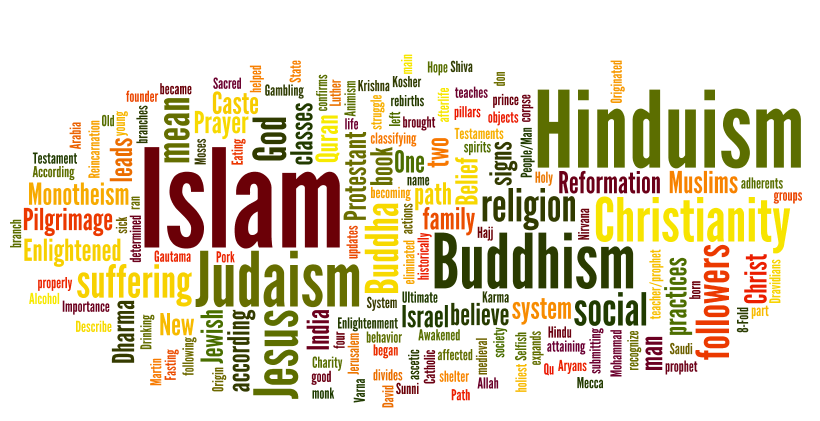 Islam
Hinduism
Judaism
Buddhism
Christianity
Buddha
Jesus
God
religion
followers
suffering
social
system
Caste
Prayer
mean
classes
Quran
Protestant
book
One
two
path
Belief
signs
family
Reformation
Muslims
adherents
groups
Holy
Nirvana
Hajj
Monotheism
Pilgrimage
Enlightened
leads
young
Testament
According
Reincarnation
Arabia
Old
branches
founder
became
Sacred
helped
State
Gambling
Moses
Eating
confirms
Luther
Animism
life
Krishna
Kosher
struggle
rebirths
left
brought
classifying
becoming
name
actions
main
Hope
Shiva
don
teaches
afterlife
pillars
prince
objects
corpse
Testaments
spirits
People/Man
Originated
branch
properly
sick
determined
ran
Gautama
Pork
updates
eliminated
historically
Alcohol
Importance
Describe
Dharma
Drinking
New
Martin
Fasting
following
Jewish
Origin
according
India
four
Charity
good
monk
System
Enlightenment
behavior
began
Jerusalem
Varna
divides
David
Sunni
ascetic
Catholic
Ultimate
Israel
believe
Karma
Awakened
affected
shelter
Path
medieval
Allah
society
holiest
Selfish
expands
Hindu
attaining
Qu
Aryans
Mecca
submitting
Mohammad
recognize
man
Saudi
prophet
practices
teacher/prophet
born
Christ
8-Fold
part
Dravidians